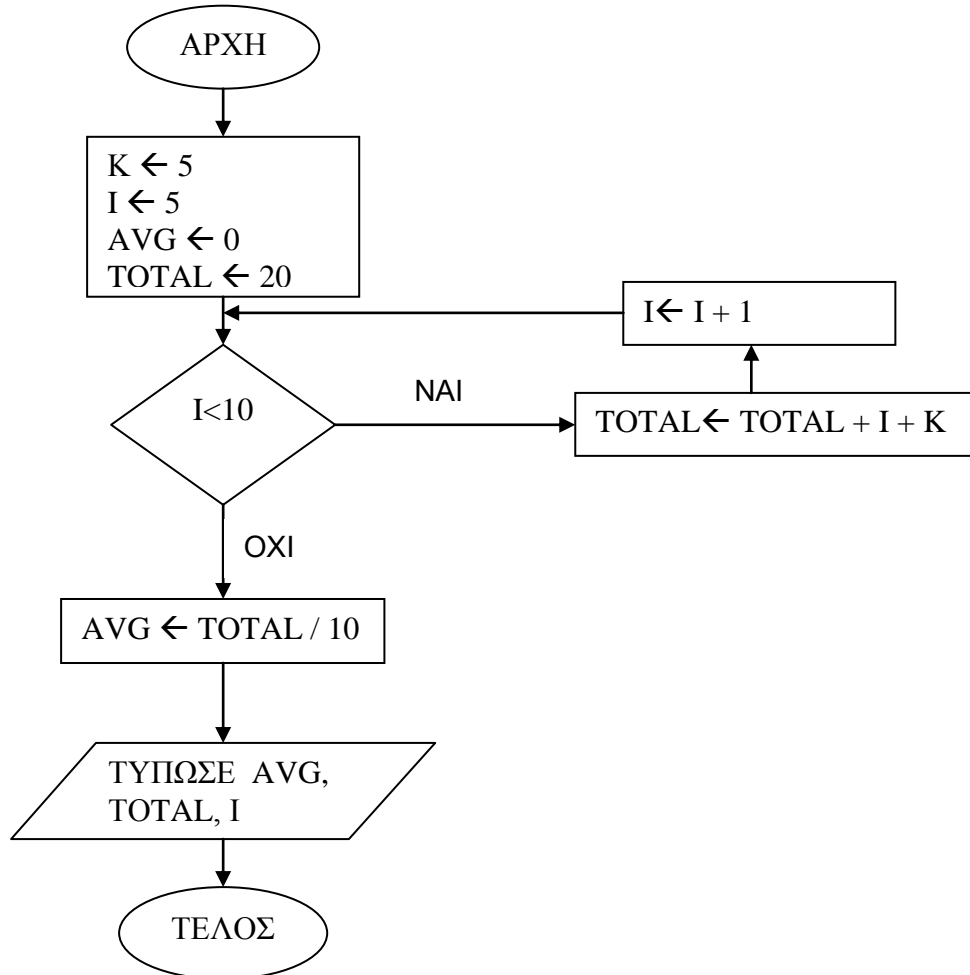 ΑΡΧΗ
K ← 5
I ← 5
AVG ← 0
TOTAL ← 20
I← I + 1
I<10
ΝΑΙ
TOTAL← TOTAL + I + K
ΟΧΙ
AVG ← TOTAL / 10
ΤΥΠΩΣΕ AVG,
TOTAL, I
ΤΕΛΟΣ